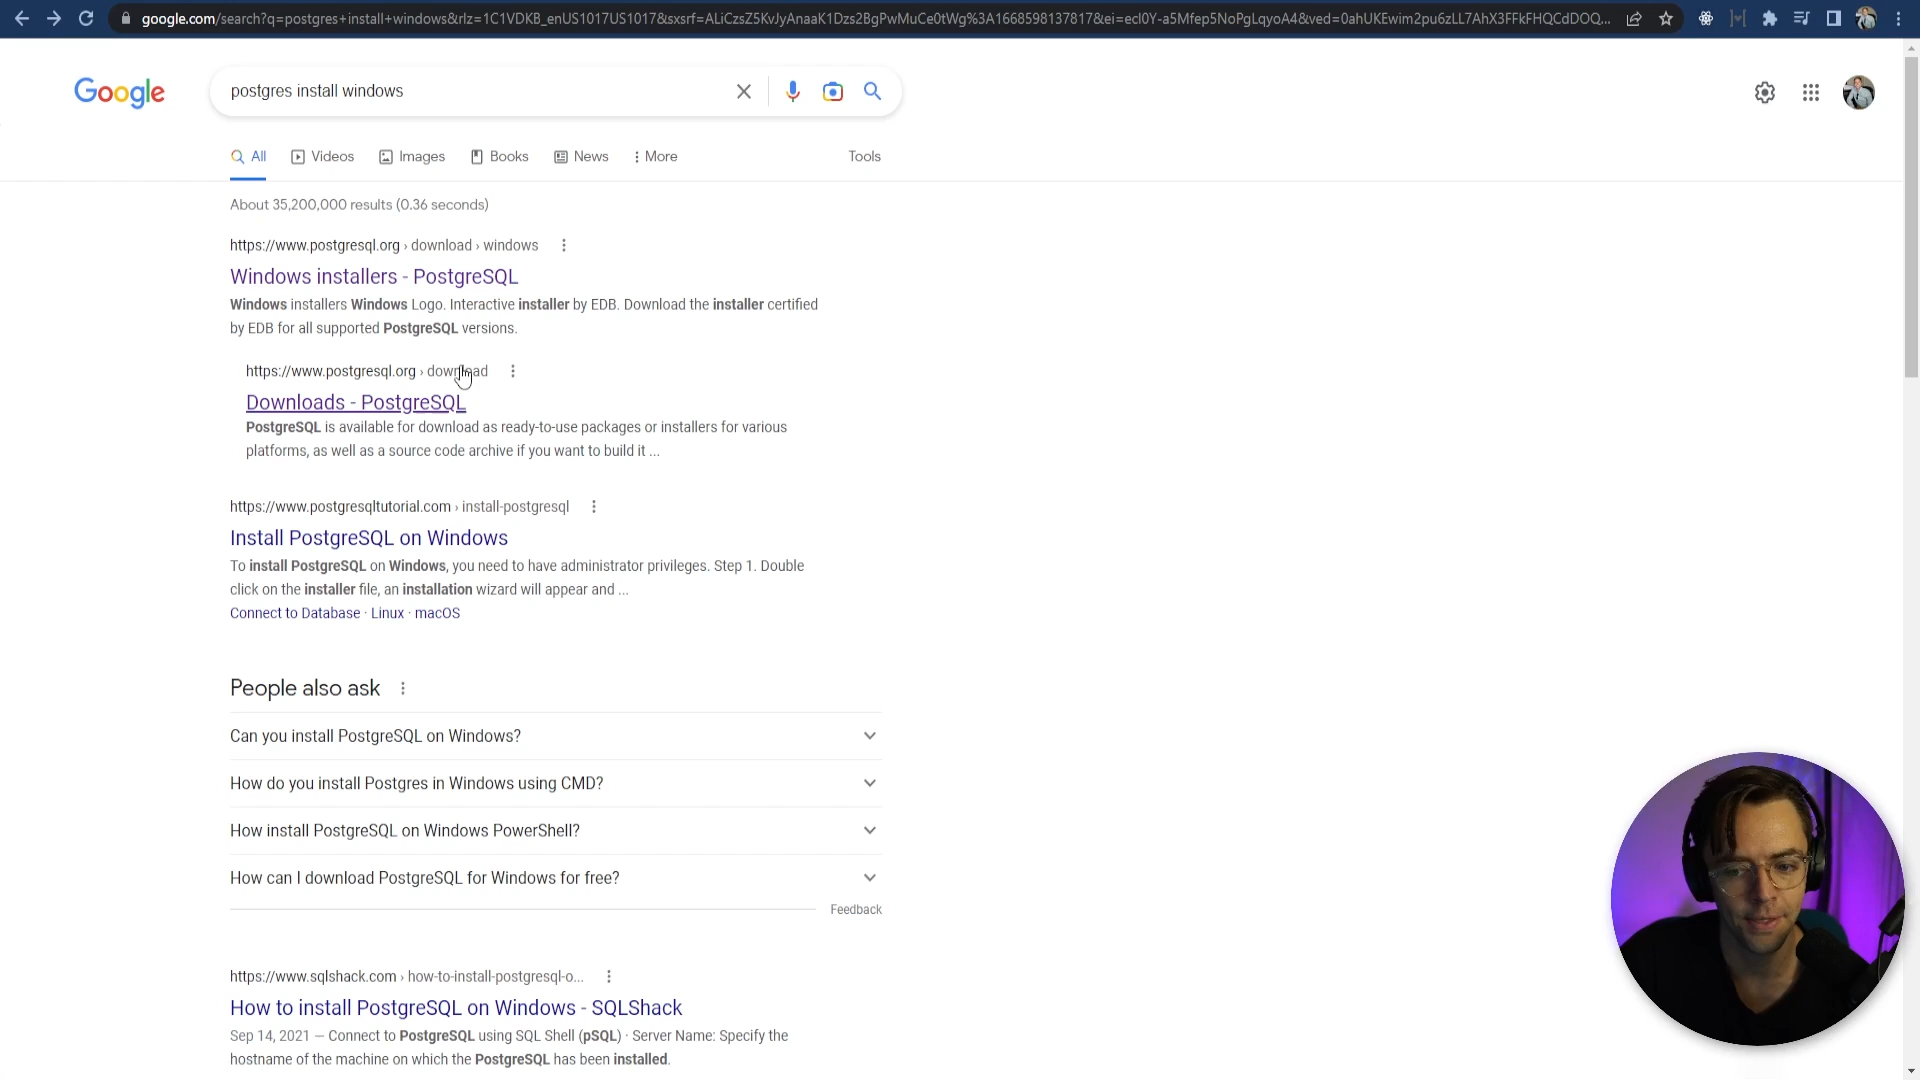 google.com/search?q=postgres+install+windows&rlz=1C1VDKB_enUS1017US1017&sxsrf=ALiCzsZ5KvJyAnaaK1Dzs2BgPwMuCe0tWg%3A1668598137817&ei=ecl0Y-a5Mfep5NoPgLqyoA4&ved=0ahUKEwim2pu6zLL7AhX3FFkFHQCdDOQ...
Google
postgres install windows
All
Videos
Images
Books
News
More
Tools
About 35,200,000 results (0.36 seconds)
https://www.postgresql.org › download › windows
Windows installers - PostgreSQL
Windows installers Windows Logo. Interactive installer by EDB. Download the installer certified
by EDB for all supported PostgreSQL versions.
https://www.postgresql.org › download
Downloads - PostgreSQL
PostgreSQL is available for download as ready-to-use packages or installers for various
platforms, as well as a source code archive if you want to build it ...
https://www.postgresqltutorial.com › install-postgresql
Install PostgreSQL on Windows
To install PostgreSQL on Windows, you need to have administrator privileges. Step 1. Double
click on the installer file, an installation wizard will appear and ...
Connect to Database · Linux · macOS
People also ask
Can you install PostgreSQL on Windows?
How do you install Postgres in Windows using CMD?
How install PostgreSQL on Windows PowerShell?
How can I download PostgreSQL for Windows for free?
Feedback
https://www.sqlshack.com › how-to-install-postgresql-o...
How to install PostgreSQL on Windows - SQLShack
Sep 14, 2021 — Connect to PostgreSQL using SQL Shell (pSQL) · Server Name: Specify the
hostname of the machine on which the PostgreSQL has been installed.